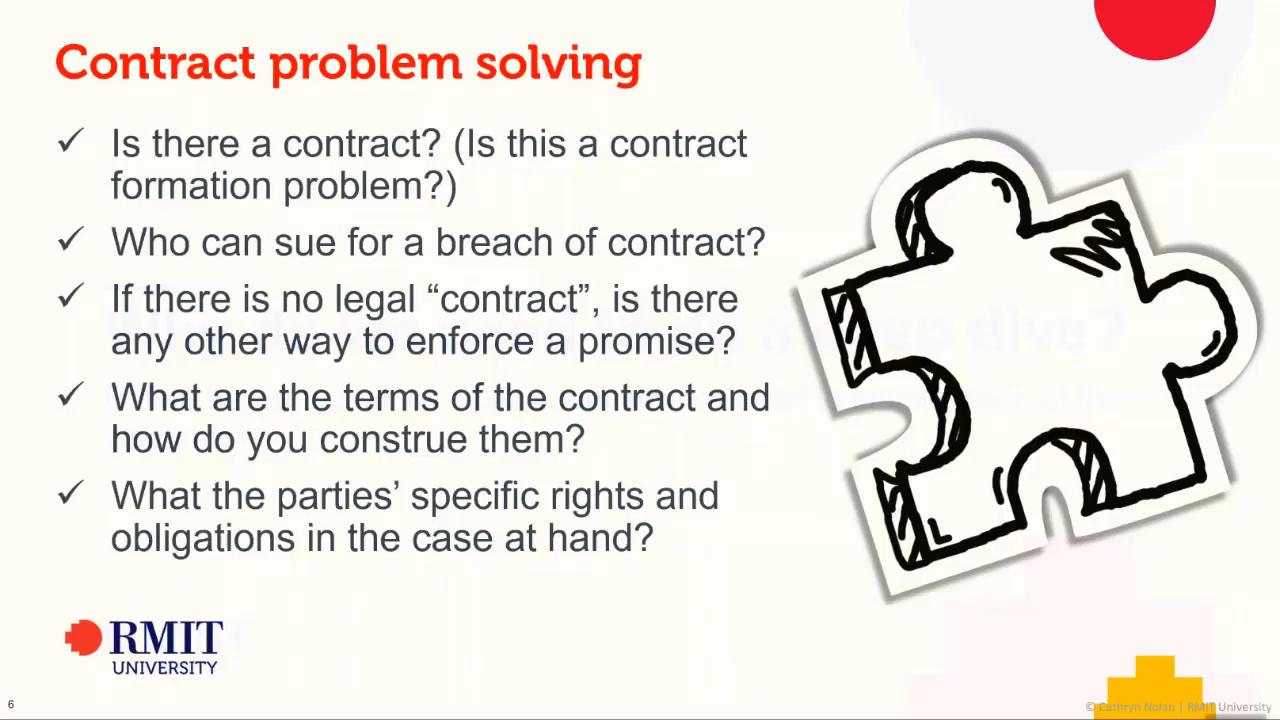 Contract problem solving
✓ Is there a contract? (Is this a contract
formation problem?)
✓ Who can sue for a breach of contract?
✓ If there is no legal “contract”, is there
any other way to enforce a promise?
✓ What are the terms of the contract and
how do you construe them?
✓ What the parties’ specific rights and
obligations in the case at hand?
RMIT
UNIVERSITY
6
© Cathryn Nolan | RMIT University